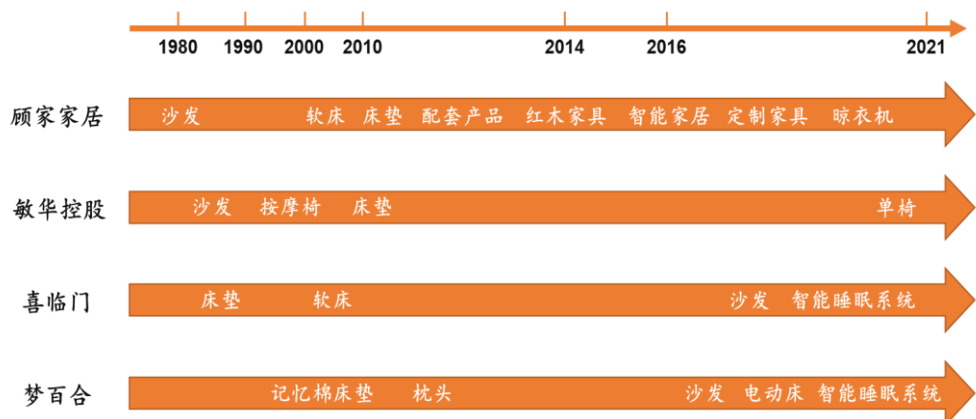 1980 1990 2000 2010 2014 2016 2021
顾家家居 沙发 软床 床垫 配套产品 红木家具 智能家居 定制家具 晾衣机
敏华控股 沙发 按摩椅 床垫 单椅
喜临门 床垫 软床 沙发 智能睡眠系统
梦百合 记忆棉床垫 枕头 沙发 电动床 智能睡眠系统